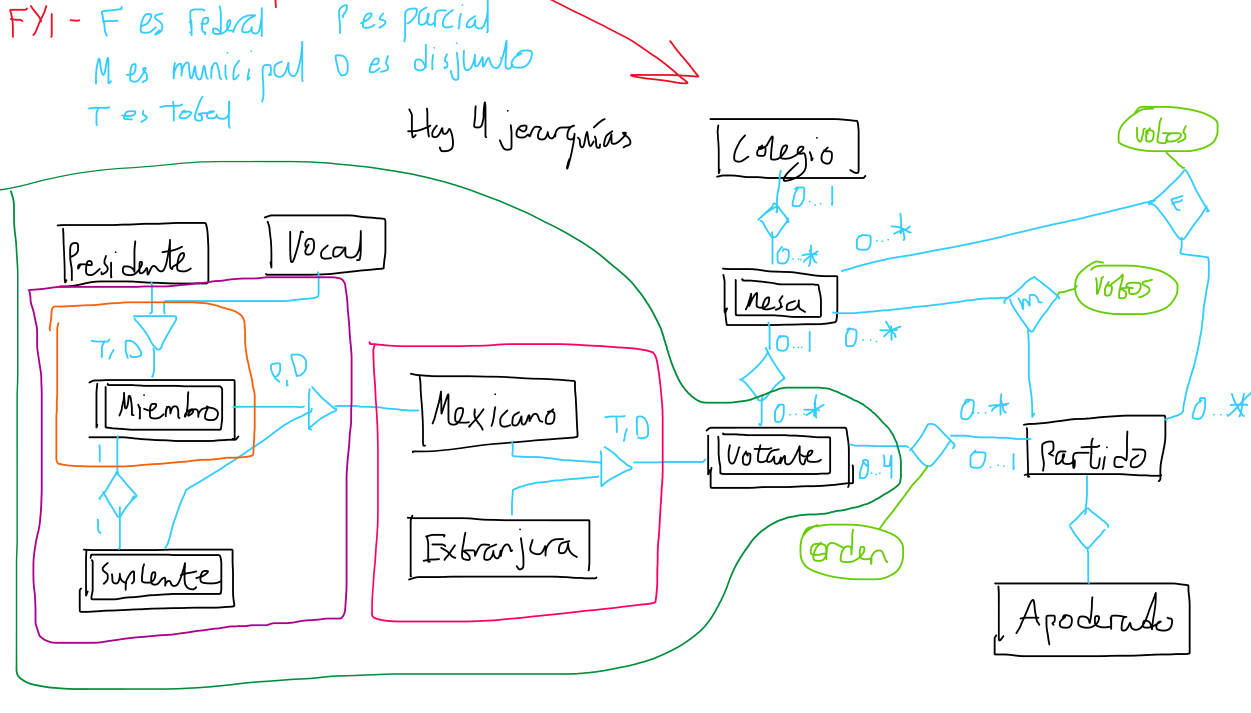 FYI - F es Federal P es parcial
M es municipal D es disjunto
T es Total
Hay 4 jerarquías
Colegio
votos
0...1
F
0...*
0...*
Presidente
Vocal
Mesa
m
Votos
0...1
0...*
T, D
P, D
Miembro
Mexicano
T, D
0...*
0...*
0...*
Votante
0...4
0...1
Partido
1
1
orden
Extranjera
Suplente
Apoderado